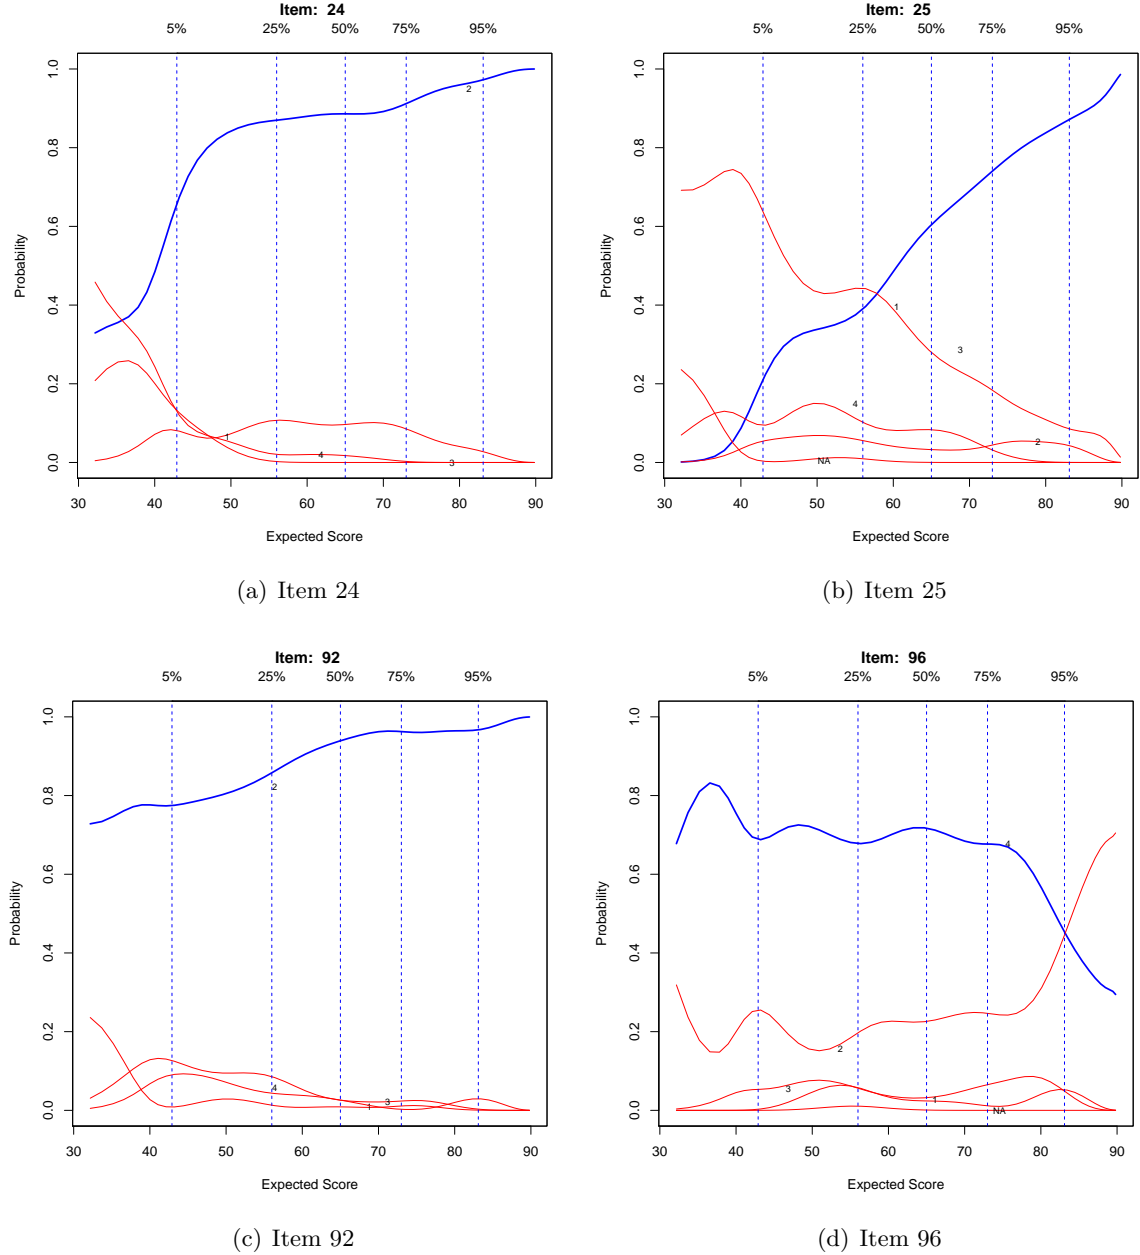 Item: 24
5% 25% 50% 75% 95%
Probability
1.0
0.8
0.6
0.4
0.2
0.0
2
1
4
3
30 40 50 60 70 80 90
Expected Score
(a) Item 24
Item: 25
5% 25% 50% 75% 95%
Probability
1.0
0.8
0.6
0.4
0.2
0.0
1
3
4
2
NA
30 40 50 60 70 80 90
Expected Score
(b) Item 25
Item: 92
5% 25% 50% 75% 95%
Probability
1.0
0.8
0.6
0.4
0.2
0.0
2
4
3
1
30 40 50 60 70 80 90
Expected Score
(c) Item 92
Item: 96
5% 25% 50% 75% 95%
Probability
1.0
0.8
0.6
0.4
0.2
0.0
4
2
3
1
NA
30 40 50 60 70 80 90
Expected Score
(d) Item 96